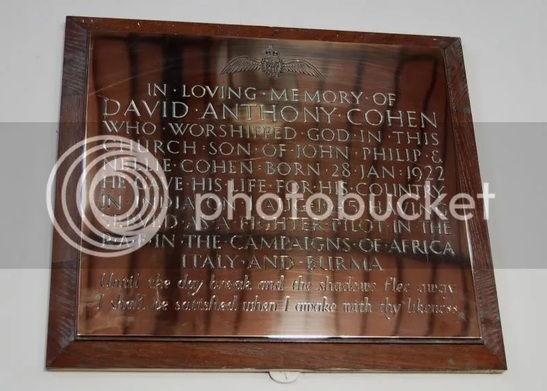 IN · LOVING · MEMORY · OF
DAVID · ANTHONY · COHEN
WHO · WORSHIPPED · GOD · IN · THIS
CHURCH · SON · OF · JOHN · PHILIP · &
NELLIE · COHEN · BORN · 28 · JAN · 1922
HE GAVE HIS · LIFE · FOR · HIS · COUNTRY
IN · INDIA · ON
SERVED · AS · A · FIGHTER · PILOT · IN · THE
R · A · F · IN · THE · CAMPAIGNS · OF · AFRICA
ITALY · AND · BURMA
Until the day break and the shadows flee away
I shall be satisfied when I awake with thy likeness
photobucket